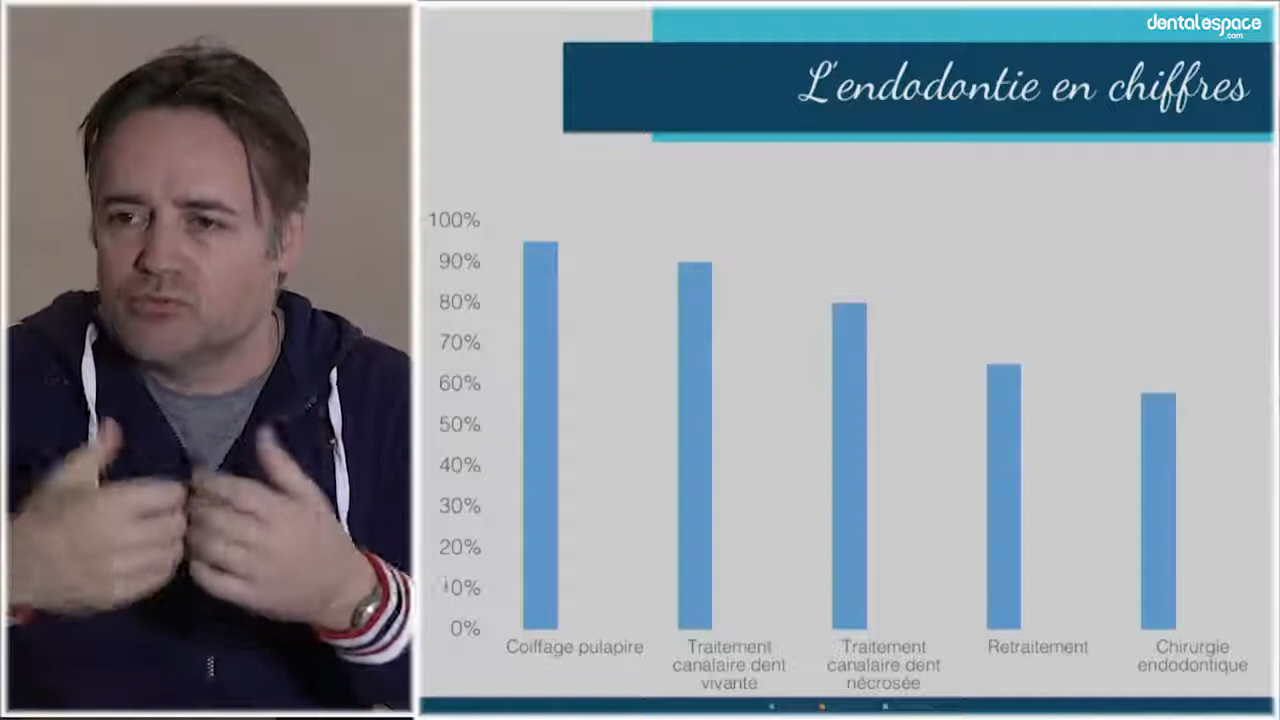 dentalespace
.com
L'endodontie en chiffres
100%
90%
80%
70%
60%
50%
40%
30%
20%
10%
0%
Coiffage pulapire
Traitement
canalaire dent
vivante
Traitement
canalaire dent
nécrosée
Retraitement
Chirurgie
endodontique